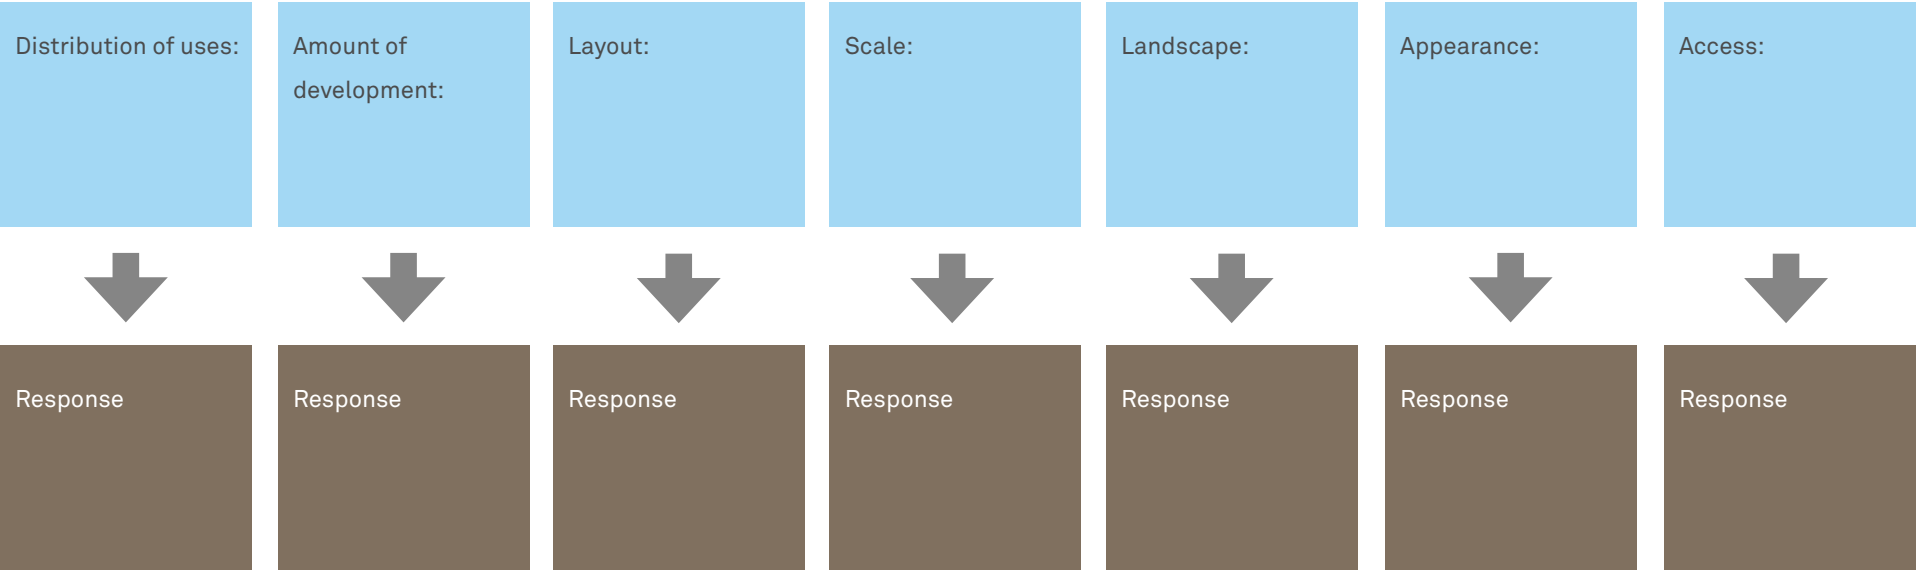 Distribution of uses:
Amount of
development:
Layout:
Scale:
Landscape:
Appearance:
Access:
Response
Response
Response
Response
Response
Response
Response